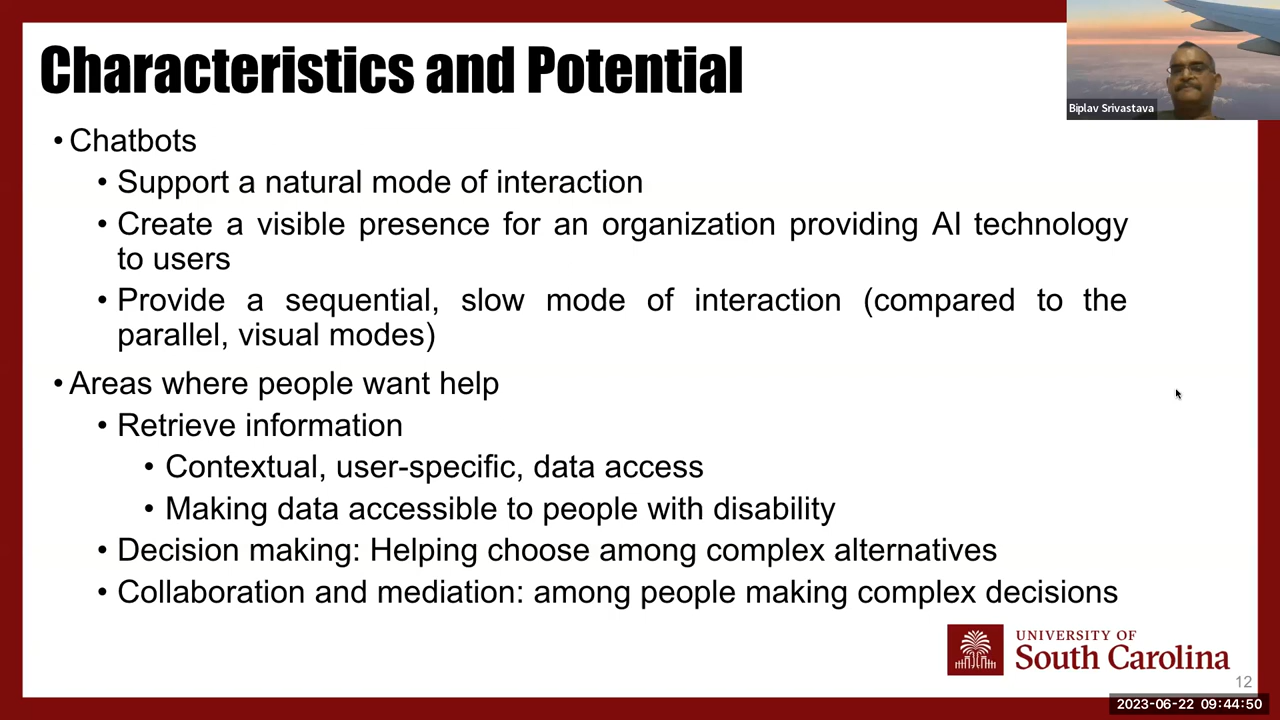 Characteristics and Potential
Biplav Srivastava
• Chatbots
• Support a natural mode of interaction
• Create a visible presence for an organization providing AI technology
to users
• Provide a sequential, slow mode of interaction (compared to the
parallel, visual modes)
• Areas where people want help
• Retrieve information
• Contextual, user-specific, data access
• Making data accessible to people with disability
• Decision making: Helping choose among complex alternatives
• Collaboration and mediation: among people making complex decisions
UNIVERSITY OF
South Carolina
12
2023-06-22 09:44:50